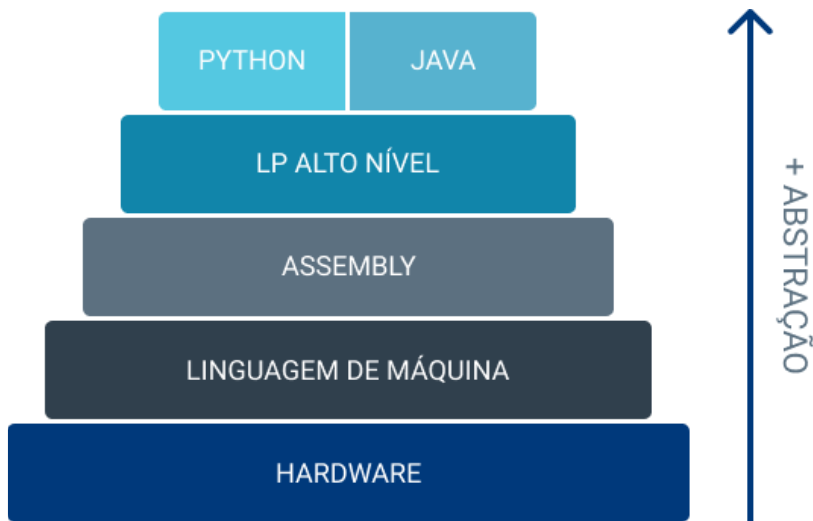 PYTHON
JAVA
LP ALTO NÍVEL
ASSEMBLY
LINGUAGEM DE MÁQUINA
HARDWARE
+ ABSTRAÇÃO